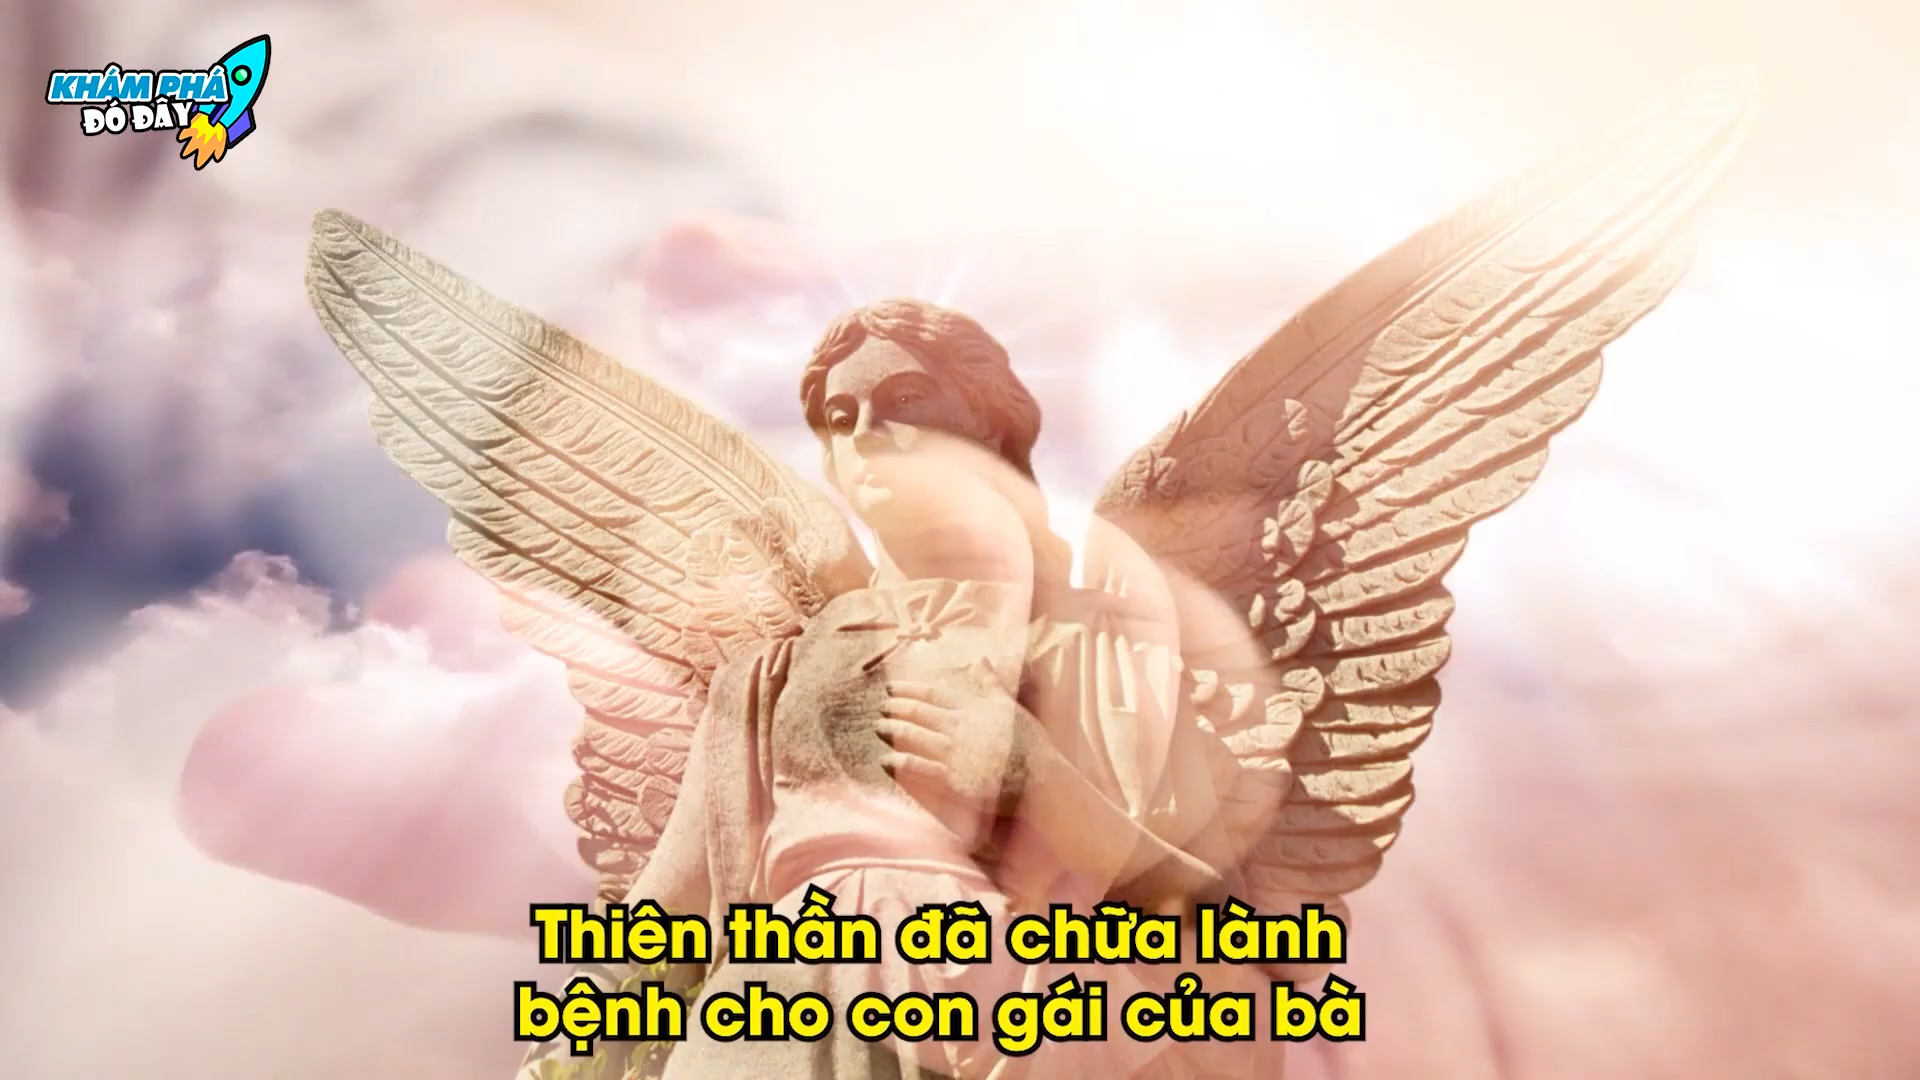 KHÁM PHÁ
ĐÓ ĐÂY
Thiên thần đã chữa lành
bệnh cho con gái của bà